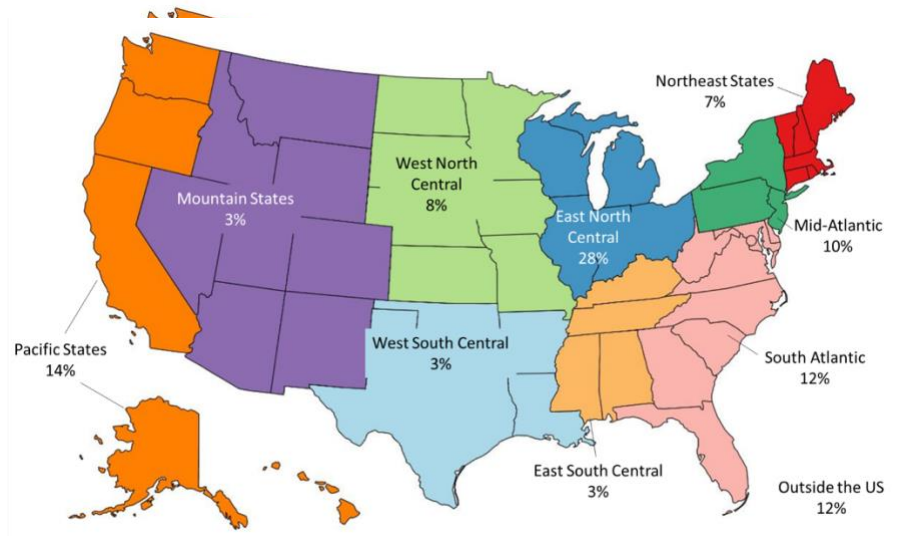 Northeast States
7%
West North
Central
8%
Mountain States
3%
East North
Central
28%
Mid-Atlantic
10%
West South Central
3%
Pacific States
14%
South Atlantic
12%
East South Central
3%
Outside the US
12%